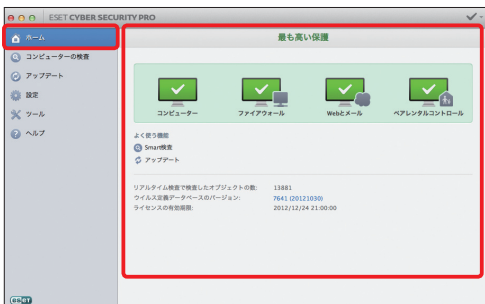 ESET CYBER SECURITY PRO
ホーム
コンピューターの検査
アップデート
設定
ツール
ヘルプ
最も高い保護
コンピューター
ファイアウォール
Webとメール
ペアレンタルコントロール
よく使う機能
Smart検査
アップデート
リアルタイム検査で検査したオブジェクトの数: 13881
ウイルス定義データベースのバージョン: 7641 (20121030)
ライセンスの有効期限: 2012/12/24 21:00:00
eset